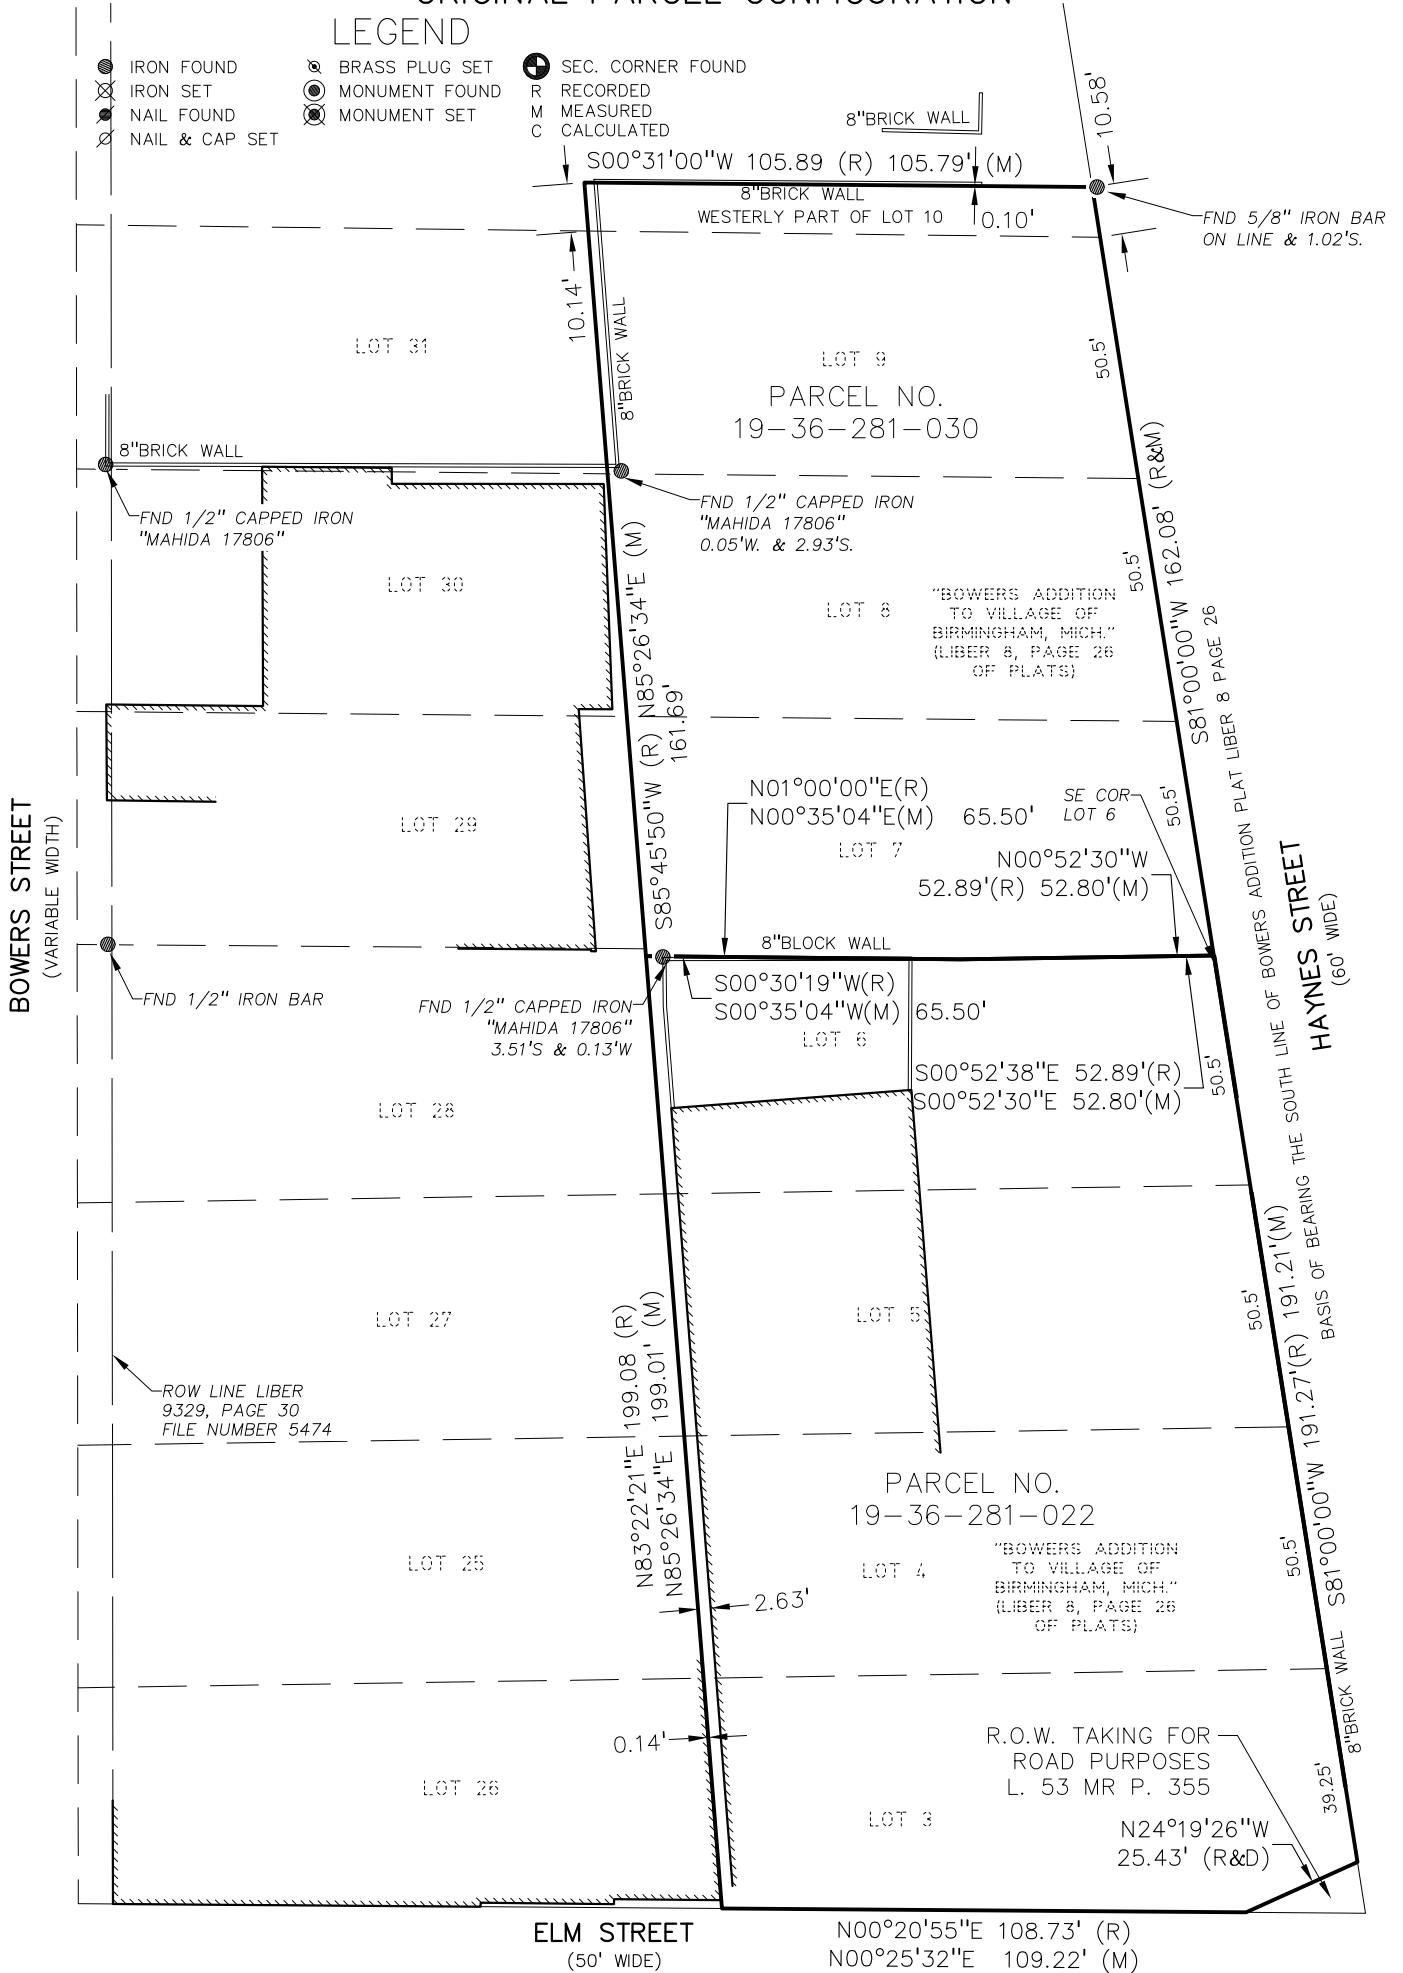 ORIGINAL PARCEL CONFIGURATION
LEGEND
IRON FOUND
IRON SET
NAIL FOUND
NAIL & CAP SET
BRASS PLUG SET
MONUMENT FOUND
MONUMENT SET
SEC. CORNER FOUND
R RECORDED
M MEASURED
C CALCULATED
8"BRICK WALL
10.58'
S00°31'00"W 105.89 (R) 105.79' (M)
8"BRICK WALL
WESTERLY PART OF LOT 10
0.10'
FND 5/8" IRON BAR
ON LINE & 1.02'S.
10.14'
8"BRICK WALL
LOT 31
LOT 9
PARCEL NO.
19-36-281-030
50.5'
8"BRICK WALL
FND 1/2" CAPPED IRON
"MAHIDA 17806"
FND 1/2" CAPPED IRON
"MAHIDA 17806"
0.05'W. & 2.93'S.
S81°00'00"W 162.08' (R&M)
50.5'
LOT 30
LOT 8
"BOWERS ADDITION
TO VILLAGE OF
BIRMINGHAM, MICH."
(LIBER 8, PAGE 26
OF PLATS)
S85°45'50"W (R) N85°26'34"E (M)
161.69'
BASIS OF BEARING THE SOUTH LINE OF BOWERS ADDITION PLAT LIBER 8 PAGE 26
N01°00'00"E(R)
N00°35'04"E(M) 65.50'
SE COR
LOT 6
50.5'
LOT 29
LOT 7
N00°52'30"W
52.89'(R) 52.80'(M)
BOWERS STREET
(VARIABLE WIDTH)
HAYNES STREET
(60' WIDE)
8"BLOCK WALL
FND 1/2" IRON BAR
FND 1/2" CAPPED IRON
"MAHIDA 17806"
3.51'S & 0.13'W
S00°30'19"W(R)
S00°35'04"W(M) 65.50'
LOT 6
S00°52'38"E 52.89'(R)
S00°52'30"E 52.80'(M)
50.5'
LOT 28
LOT 27
LOT 5
50.5'
S81°00'00"W 191.27'(R) 191.21'(M)
N83°22'21"E 199.08 (R)
N85°26'34"E 199.01' (M)
ROW LINE LIBER
9329, PAGE 30
FILE NUMBER 5474
PARCEL NO.
19-36-281-022
LOT 25
LOT 4
"BOWERS ADDITION
TO VILLAGE OF
BIRMINGHAM, MICH."
(LIBER 8, PAGE 26
OF PLATS)
50.5'
2.63'
8"BRICK WALL
0.14'
R.O.W. TAKING FOR
ROAD PURPOSES
L. 53 MR P. 355
LOT 26
LOT 3
39.25'
N24°19'26"W
25.43' (R&D)
ELM STREET
(50' WIDE)
N00°20'55"E 108.73' (R)
N00°25'32"E 109.22' (M)